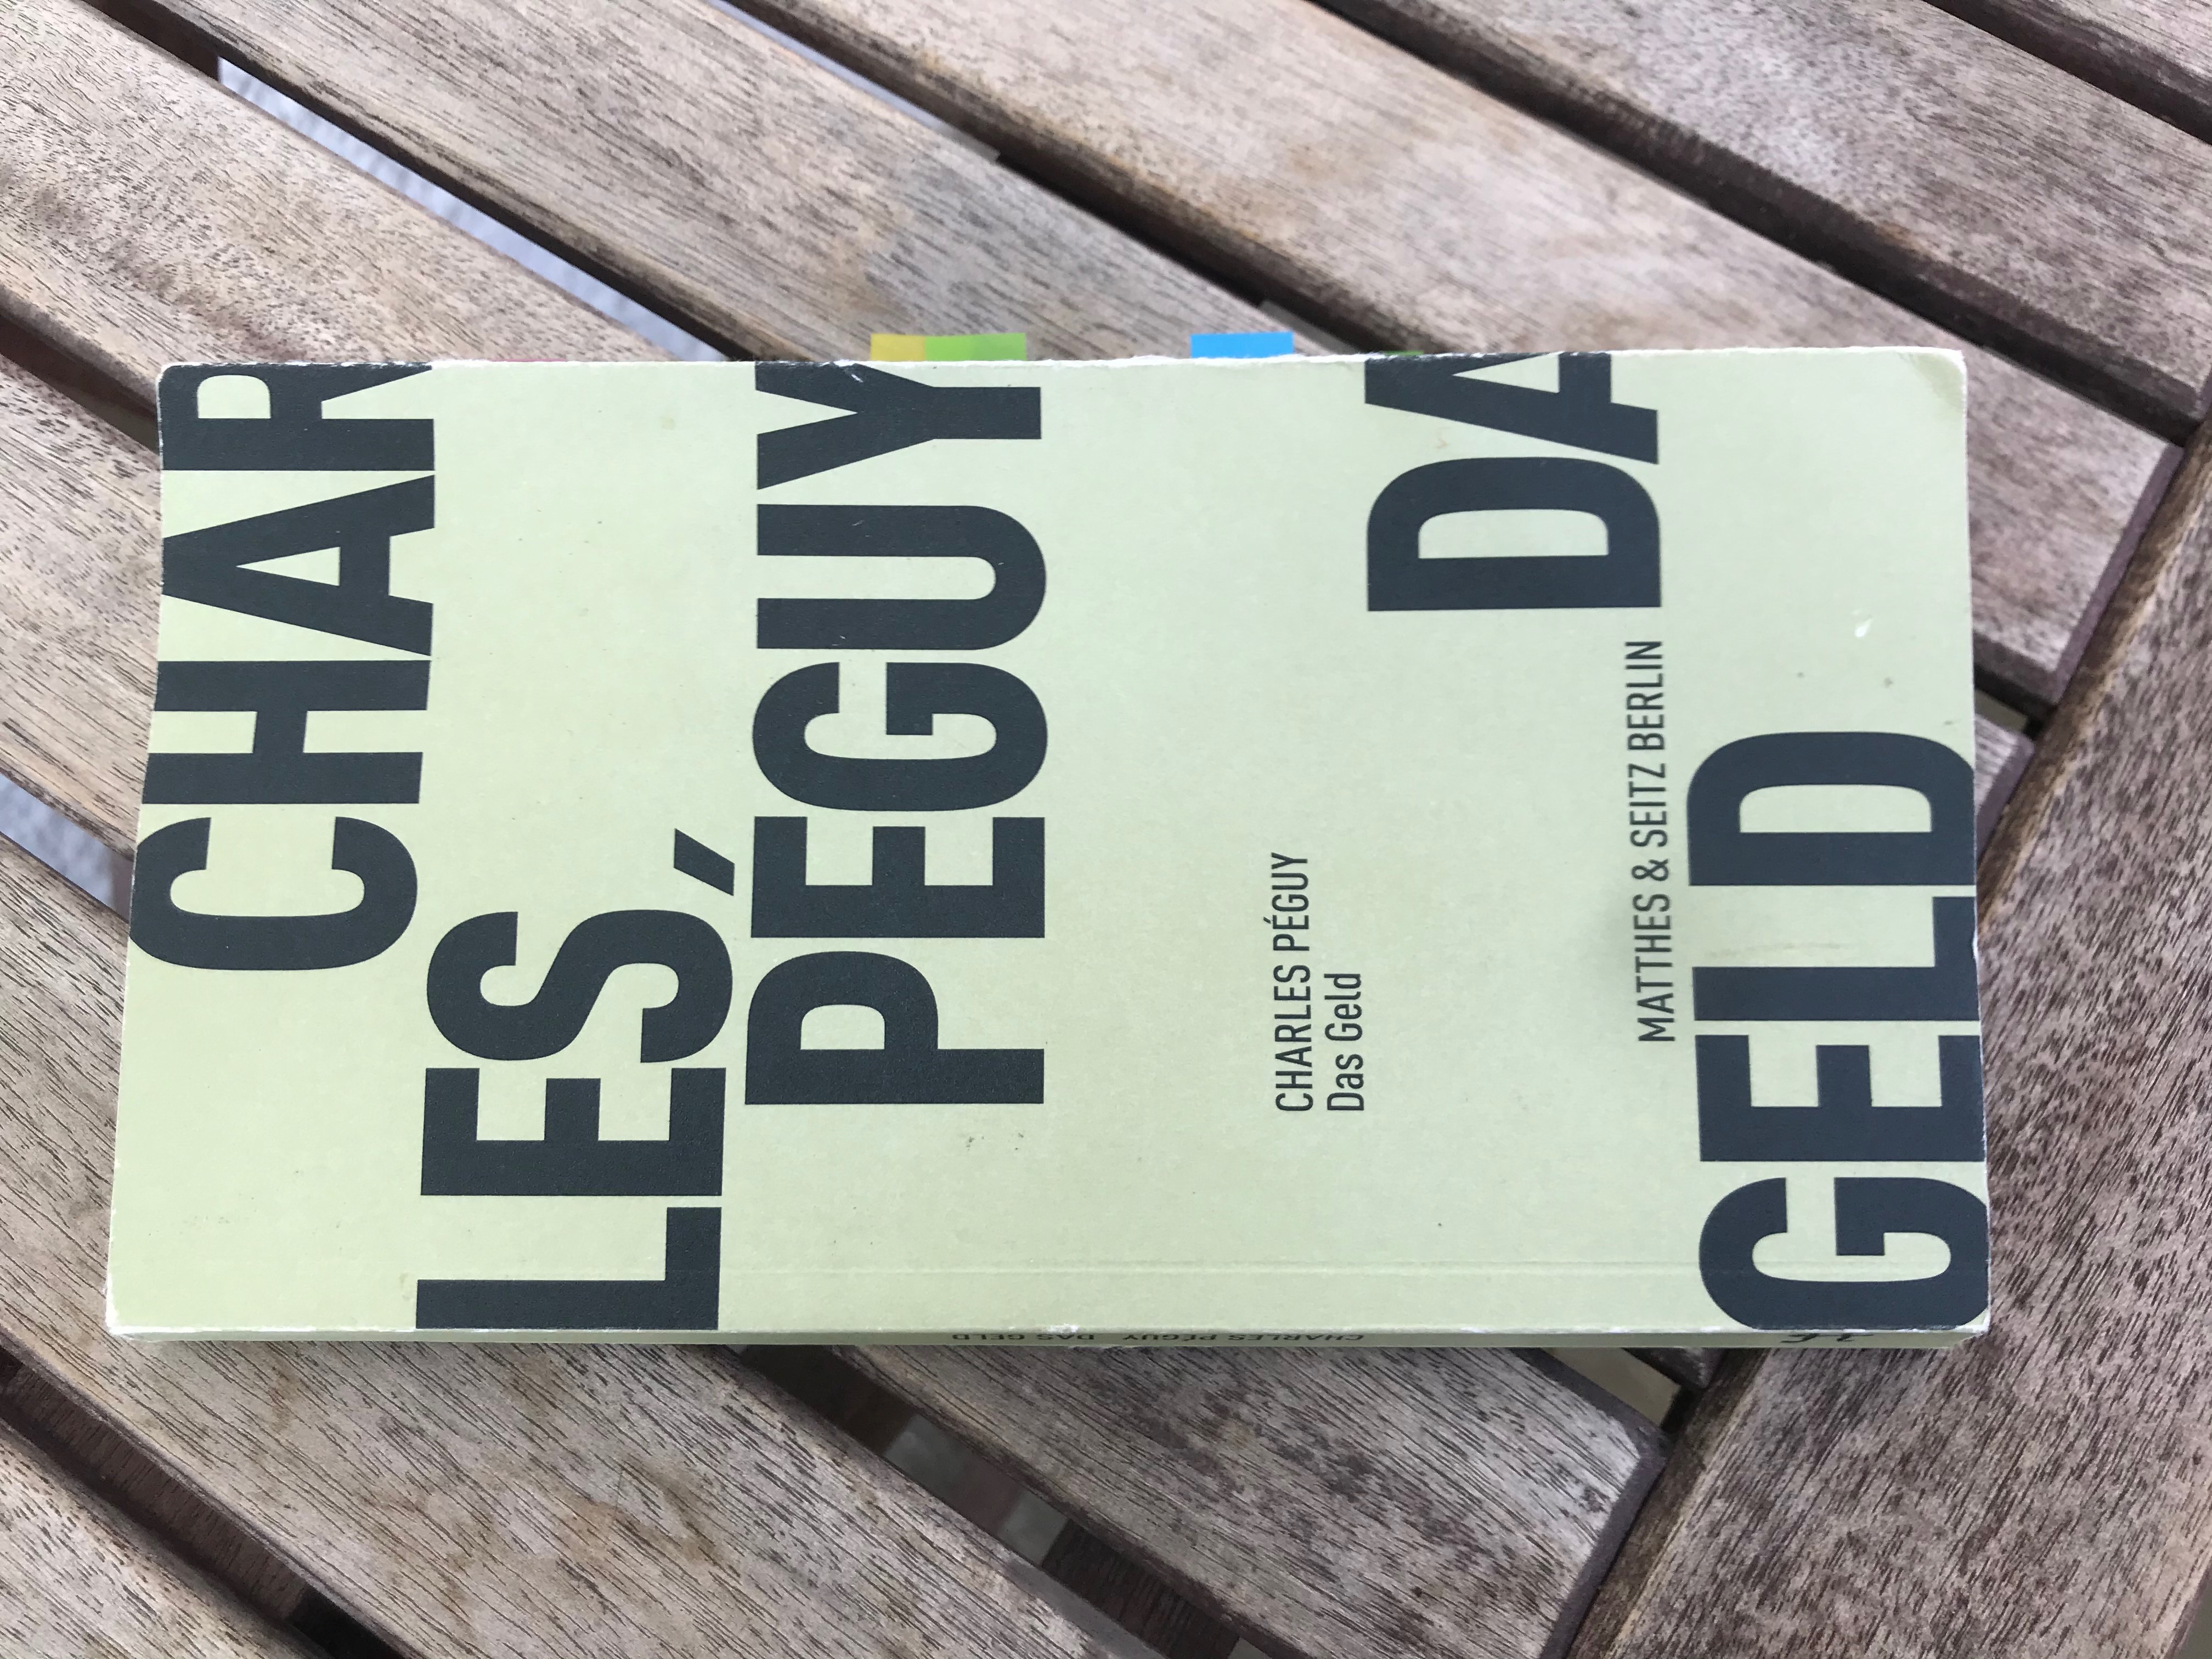 CHAR
LES
PÉGUY
CHARLES PÉGUY
Das Geld
DA
MATTHES & SEITZ BERLIN
GELD
CHARLES PÉGUY DAS GELD